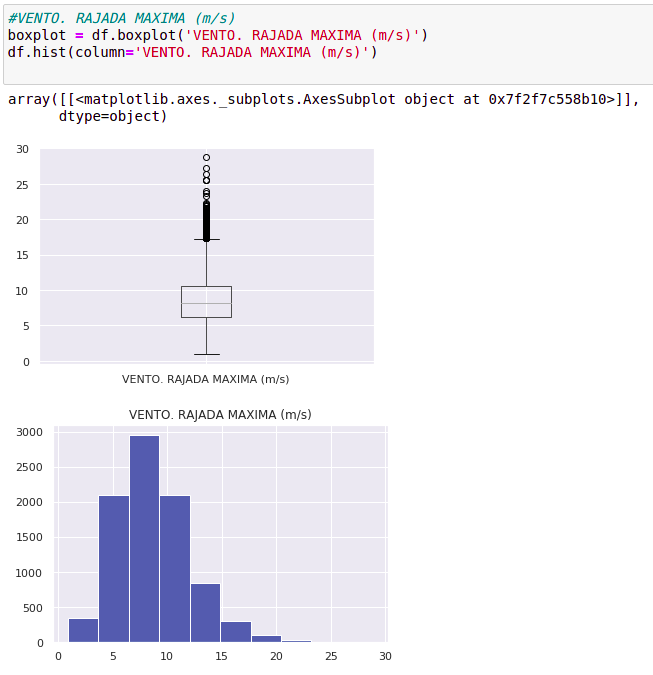 #VENTO. RAJADA MAXIMA (m/s)
boxplot = df.boxplot('VENTO. RAJADA MAXIMA (m/s)')
df.hist(column='VENTO. RAJADA MAXIMA (m/s)')
array([[<matplotlib.axes._subplots.AxesSubplot object at 0x7f2f7c558b10>]],
      dtype=object)
30
25
20
15
10
5
0
VENTO. RAJADA MAXIMA (m/s)
VENTO. RAJADA MAXIMA (m/s)
3000
2500
2000
1500
1000
500
0
0 5 10 15 20 25 30